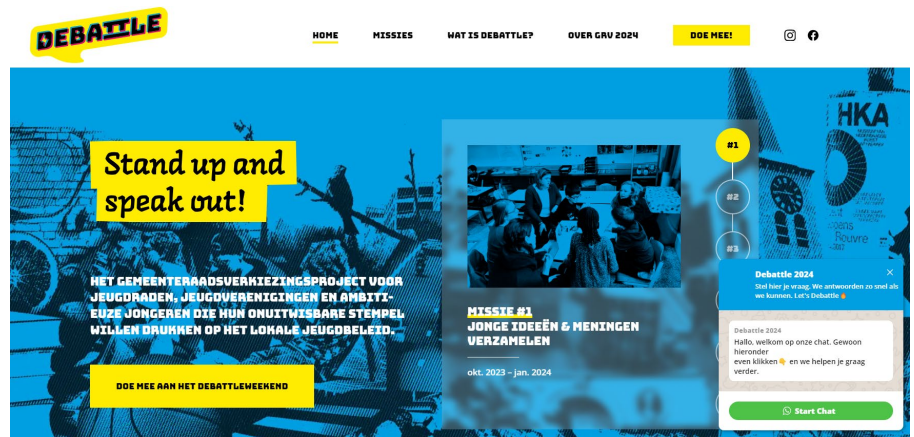 DEBATTLE
HOME
MISSIES
WAT IS DEBATTLE?
OVER GRV 2024
DOE MEE!
Stand up and
speak out!
HET GEMEENTERAADSVERKIEZINGSPROJECT VOOR
JEUGDRADEN, JEUGDVERENIGINGEN EN AMBITI-
EUZE JONGEREN DIE HUN ONUITWISBARE STEMPEL
WILLEN DRUKKEN OP HET LOKALE JEUGDBELEID.
DOE MEE AAN HET DEBATTLEWEEKEND
MISSIE #1
JONGE IDEEËN & MENINGEN
VERZAMELEN
okt. 2023 – jan. 2024
#1
#2
#3
HKA
Rouvre
Debattle 2024
Stel hier je vraag. We antwoorden zo snel als
we kunnen. Let's Debattle🔥
Debattle 2024
Hallo, welkom op onze chat. Gewoon
hieronder
even klikken👇 en we helpen je graag
verder.
Start Chat